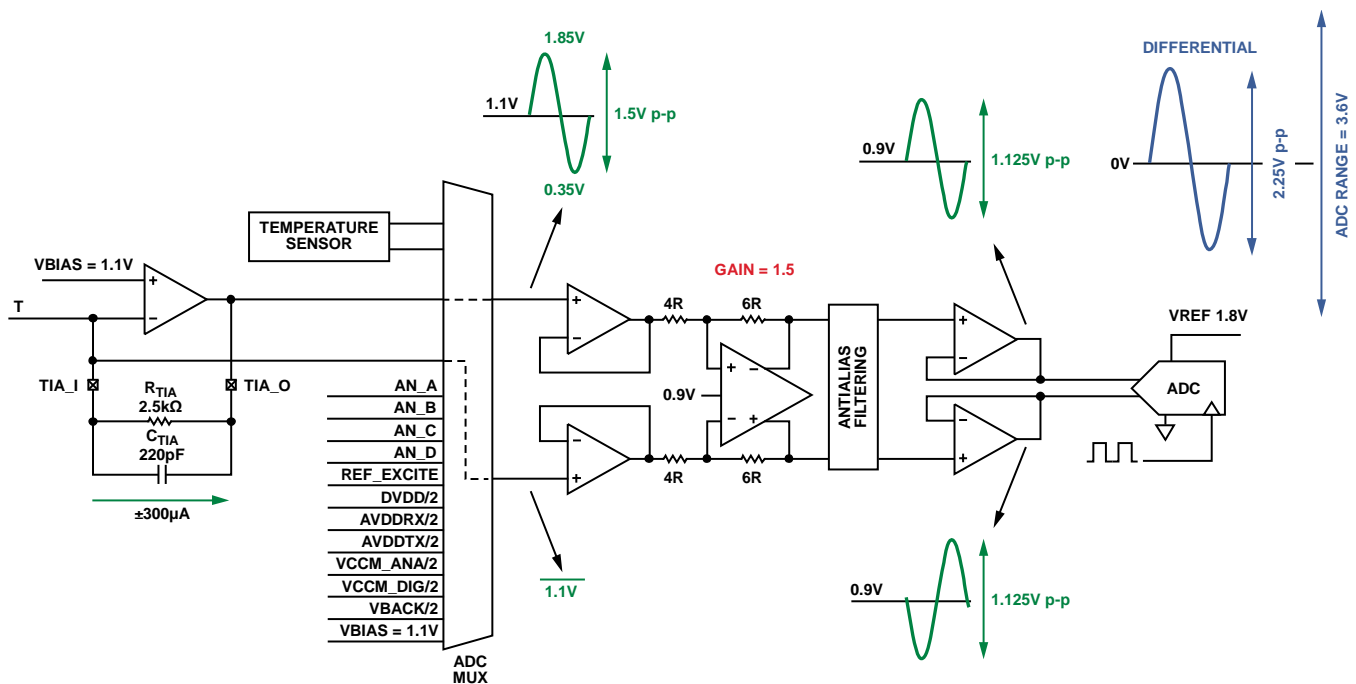 1.85V
1.1V
1.5V p-p
0.35V
0.9V
1.125V p-p
DIFFERENTIAL
0V
2.25V p-p
ADC RANGE = 3.6V
TEMPERATURE
SENSOR
VBIAS = 1.1V
+
−
T
TIA_I
TIA_O
RTIA
2.5kΩ
CTIA
220pF
±300µA
AN_A
AN_B
AN_C
AN_D
REF_EXCITE
DVDD/2
AVDDRX/2
AVDDTX/2
VCCM_ANA/2
VCCM_DIG/2
VBACK/2
VBIAS = 1.1V
ADC
MUX
1.1V
+
−
−
+
GAIN = 1.5
4R
6R
+ −
0.9V
− +
4R
6R
ANTIALIAS
FILTERING
+
−
−
+
VREF 1.8V
ADC
0.9V
1.125V p-p